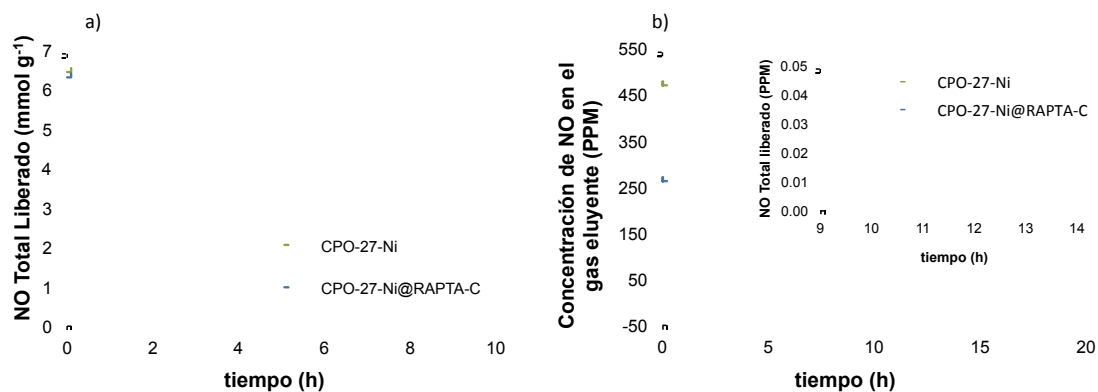 a)
NO Total Liberado (mmol g⁻¹)
7
6
5
4
3
2
1
0
CPO-27-Ni
CPO-27-Ni@RAPTA-C
0 2 4 6 8 10
tiempo (h)
b)
Concentración de NO en el
gas eluyente (PPM)
550
450
350
250
150
50
-50
0 5 10 15 20
tiempo (h)
NO Total liberado (PPM)
0.05
0.04
0.03
0.02
0.01
0.00
CPO-27-Ni
CPO-27-Ni@RAPTA-C
9 10 11 12 13 14
tiempo (h)